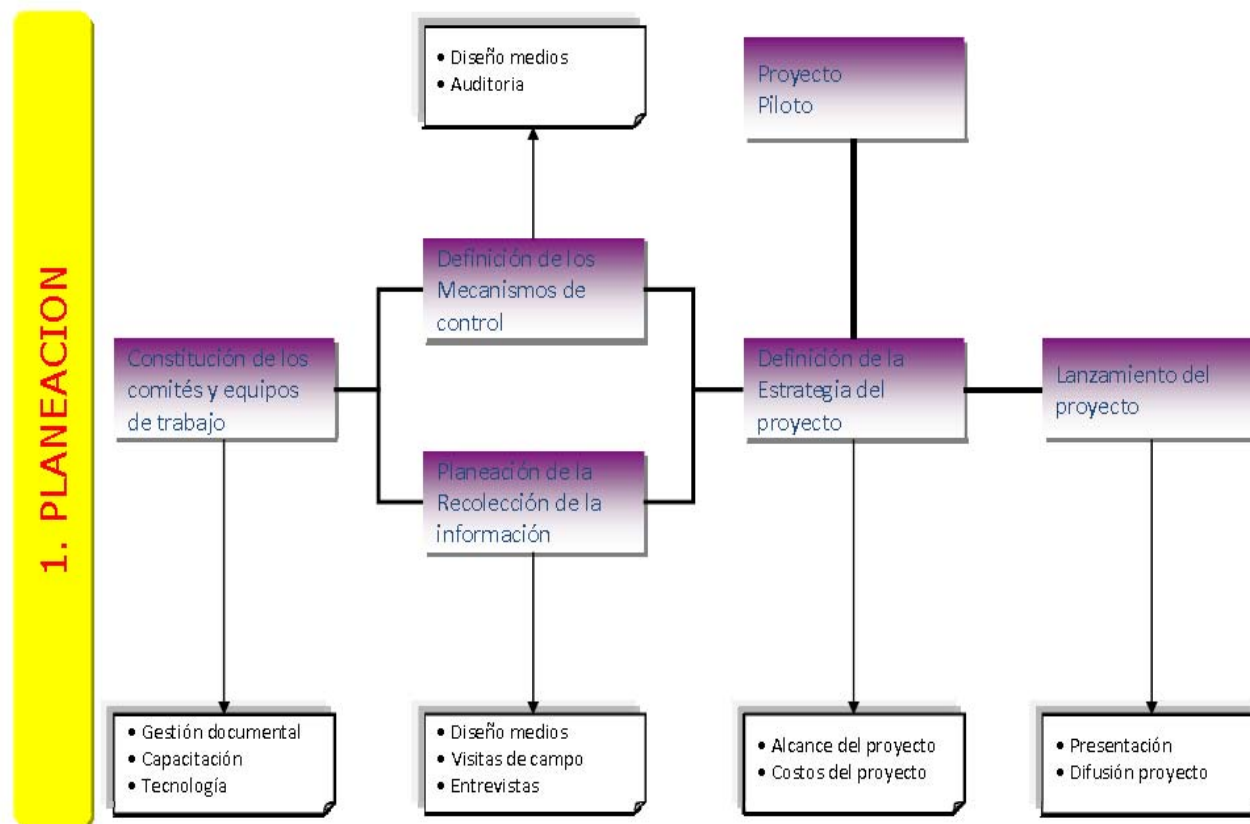 1. PLANEACION
• Diseño medios
• Auditoria
Proyecto
Piloto
Definición de los
Mecanismos de
control
Constitución de los
comités y equipos
de trabajo
Definición de la
Estrategia del
proyecto
Lanzamiento del
proyecto
Planeación de la
Recolección de la
información
• Gestión documental
• Capacitación
• Tecnología
• Diseño medios
• Visitas de campo
• Entrevistas
• Alcance del proyecto
• Costos del proyecto
• Presentación
• Difusión proyecto